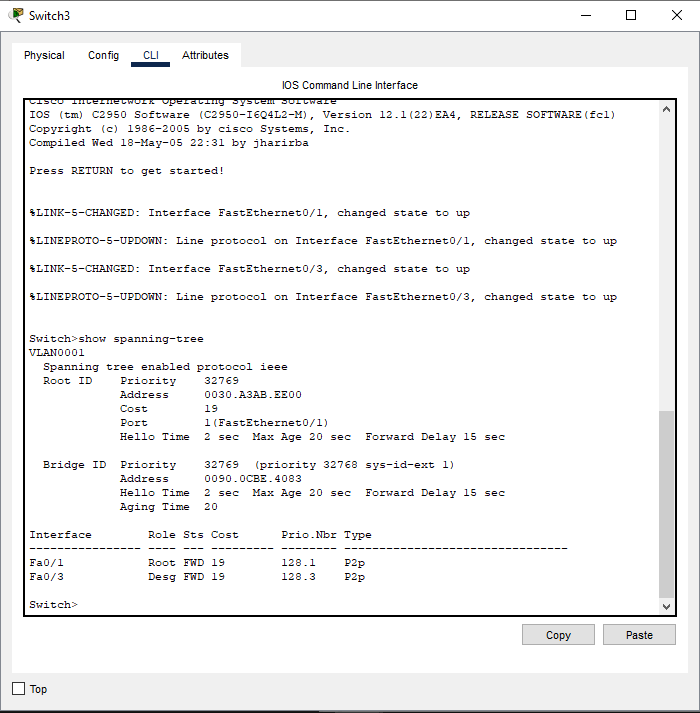 Switch3
Physical Config CLI Attributes
IOS Command Line Interface
Cisco Internetwork Operating System Software
IOS (tm) C2950 Software (C2950-I6Q4L2-M), Version 12.1(22)EA4, RELEASE SOFTWARE(fc1)
Copyright (c) 1986-2005 by cisco Systems, Inc.
Compiled Wed 18-May-05 22:31 by jharirba
Press RETURN to get started!
%LINK-5-CHANGED: Interface FastEthernet0/1, changed state to up
%LINEPROTO-5-UPDOWN: Line protocol on Interface FastEthernet0/1, changed state to up
%LINK-5-CHANGED: Interface FastEthernet0/3, changed state to up
%LINEPROTO-5-UPDOWN: Line protocol on Interface FastEthernet0/3, changed state to up
Switch>show spanning-tree
VLAN0001
  Spanning tree enabled protocol ieee
  Root ID    Priority    32769
             Address     0030.A3AB.EE00
             Cost        19
             Port        1(FastEthernet0/1)
             Hello Time  2 sec  Max Age 20 sec  Forward Delay 15 sec
  Bridge ID  Priority    32769  (priority 32768 sys-id-ext 1)
             Address     0090.0CBE.4083
             Hello Time  2 sec  Max Age 20 sec  Forward Delay 15 sec
             Aging Time  20
Interface        Role Sts Cost      Prio.Nbr Type
---------------- ---- --- --------- -------- --------------------------------
Fa0/1            Root FWD 19        128.1    P2p
Fa0/3            Desg FWD 19        128.3    P2p
Switch>
Copy Paste
Top